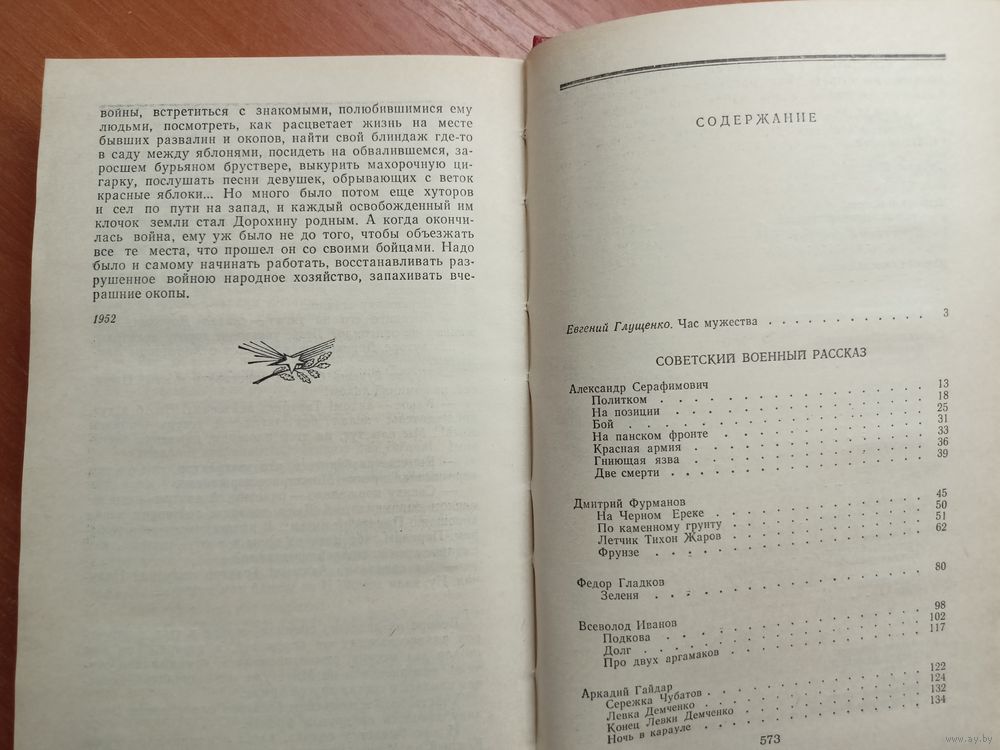 войны, встретиться с знакомыми, полюбившимися ему
людьми, посмотреть, как расцветает жизнь на месте
бывших развалин и окопов, найти свой блиндаж где-то
в саду между яблонями, посидеть на обвалившемся, за-
росшем бурьяном бруствере, выкурить махорочную ци-
гарку, послушать песни девушек, обрывающих с веток
красные яблоки... Но много было потом еще хуторов
и сел по пути на запад, и каждый освобожденный им
клочок земли стал Дорохину родным. А когда окончи-
лась война, ему уж было не до того, чтобы объезжать
все те места, что прошел он со своими бойцами. Надо
было и самому начинать работать, восстанавливать раз-
рушенное войною народное хозяйство, запахивать вче-
рашние окопы.
1952
СОДЕРЖАНИЕ
Евгений Глущенко. Час мужества . . . . . . . . . . . . 3
СОВЕТСКИЙ ВОЕННЫЙ РАССКАЗ
Александр Серафимович
Политком . . . . . . . . . . . . 13
На позиции . . . . . . . . . . . . 18
Бой . . . . . . . . . . . . 25
На панском фронте . . . . . . . . . . . . 31
Красная армия . . . . . . . . . . . . 33
Гниющая язва . . . . . . . . . . . . 36
Две смерти . . . . . . . . . . . . 39
Дмитрий Фурманов
На Черном Ереке . . . . . . . . . . . . 45
По каменному грунту . . . . . . . . . . . . 50
Летчик Тихон Жаров . . . . . . . . . . . . 51
Фрунзе . . . . . . . . . . . . 62
Федор Гладков
Зеленя . . . . . . . . . . . . 80
Всеволод Иванов
Подкова . . . . . . . . . . . . 98
Долг . . . . . . . . . . . . 102
Про двух аргамаков . . . . . . . . . . . . 117
Аркадий Гайдар
Сережка Чубатов . . . . . . . . . . . . 122
Левка Демченко . . . . . . . . . . . . 124
Конец Левки Демченко . . . . . . . . . . . . 132
Ночь в карауле . . . . . . . . . . . . 134
573
www.ay.by